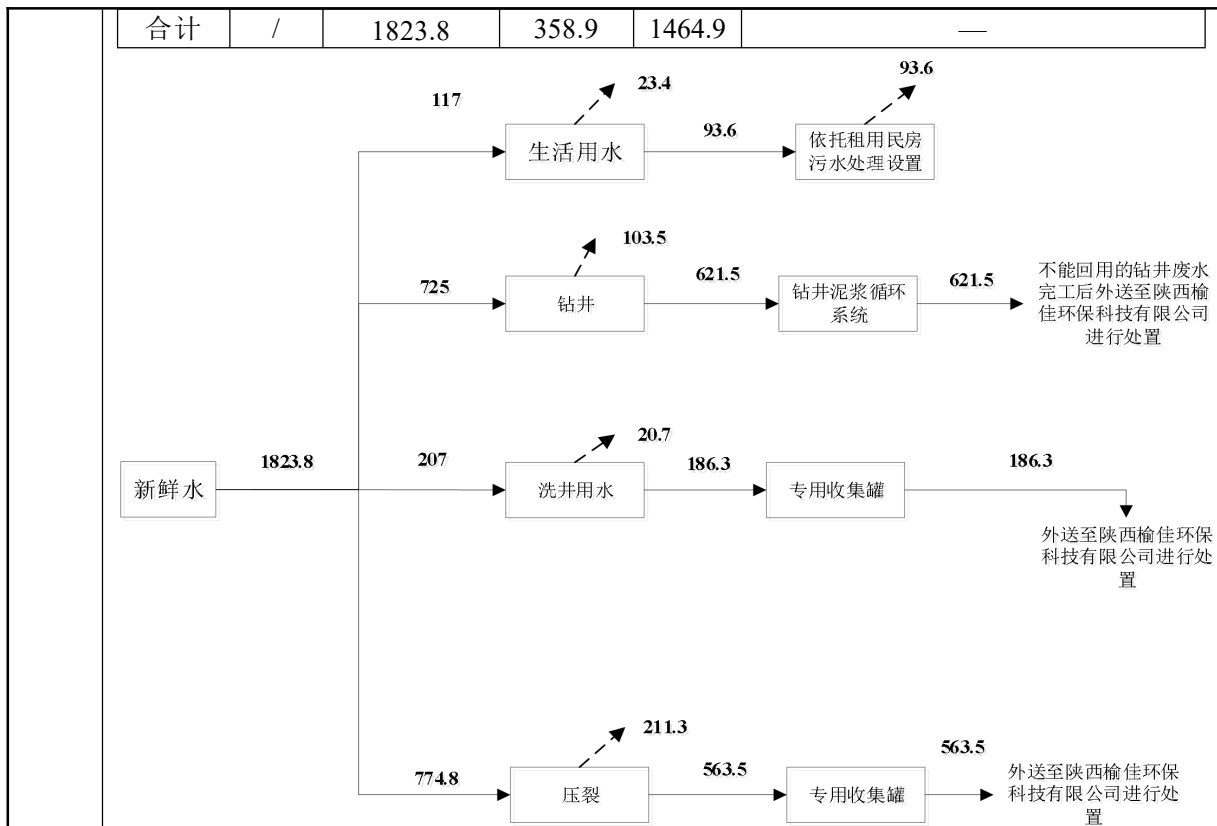 合计 / 1823.8 358.9 1464.9 —
23.4
93.6
117
93.6
生活用水
依托租用民房
污水处理设置
103.5
725
621.5
621.5
钻井
钻井泥浆循环
系统
不能回用的钻井废水
完工后外送至陕西榆
佳环保科技有限公司
进行处置
20.7
1823.8
207
186.3
186.3
新鲜水
洗井用水
专用收集罐
外送至陕西榆佳环保
科技有限公司进行处
置
211.3
774.8
563.5
563.5
压裂
专用收集罐
外送至陕西榆佳环保
科技有限公司进行处
置